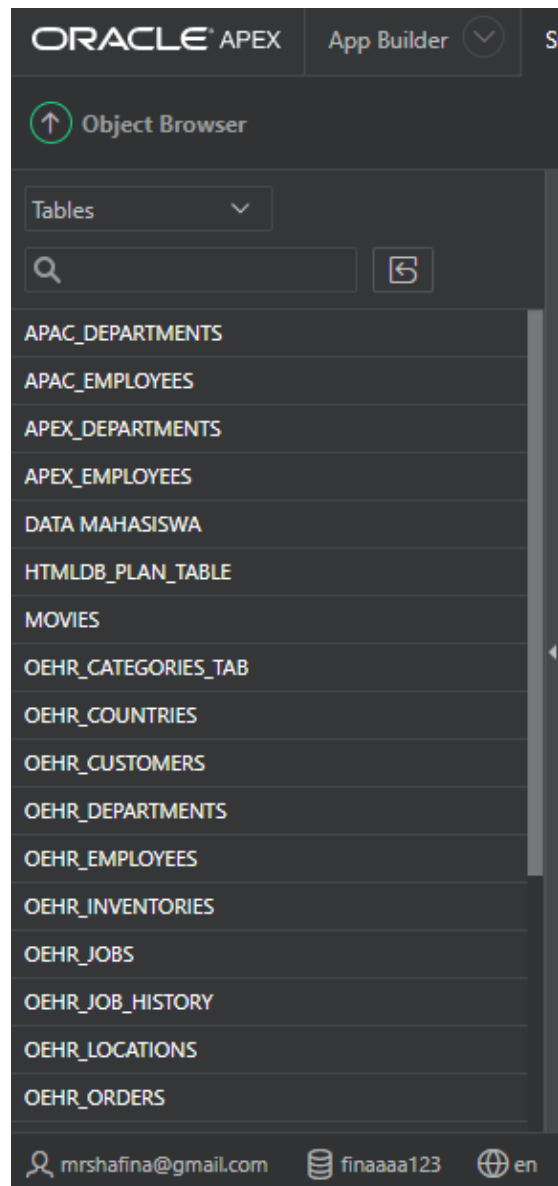 ORACLE APEX App Builder S
Object Browser
Tables
APAC_DEPARTMENTS
APAC_EMPLOYEES
APEX_DEPARTMENTS
APEX_EMPLOYEES
DATA MAHASISWA
HTMLDB_PLAN_TABLE
MOVIES
OEHR_CATEGORIES_TAB
OEHR_COUNTRIES
OEHR_CUSTOMERS
OEHR_DEPARTMENTS
OEHR_EMPLOYEES
OEHR_INVENTORIES
OEHR_JOBS
OEHR_JOB_HISTORY
OEHR_LOCATIONS
OEHR_ORDERS
mrshafina@gmail.com finaaaa123 en